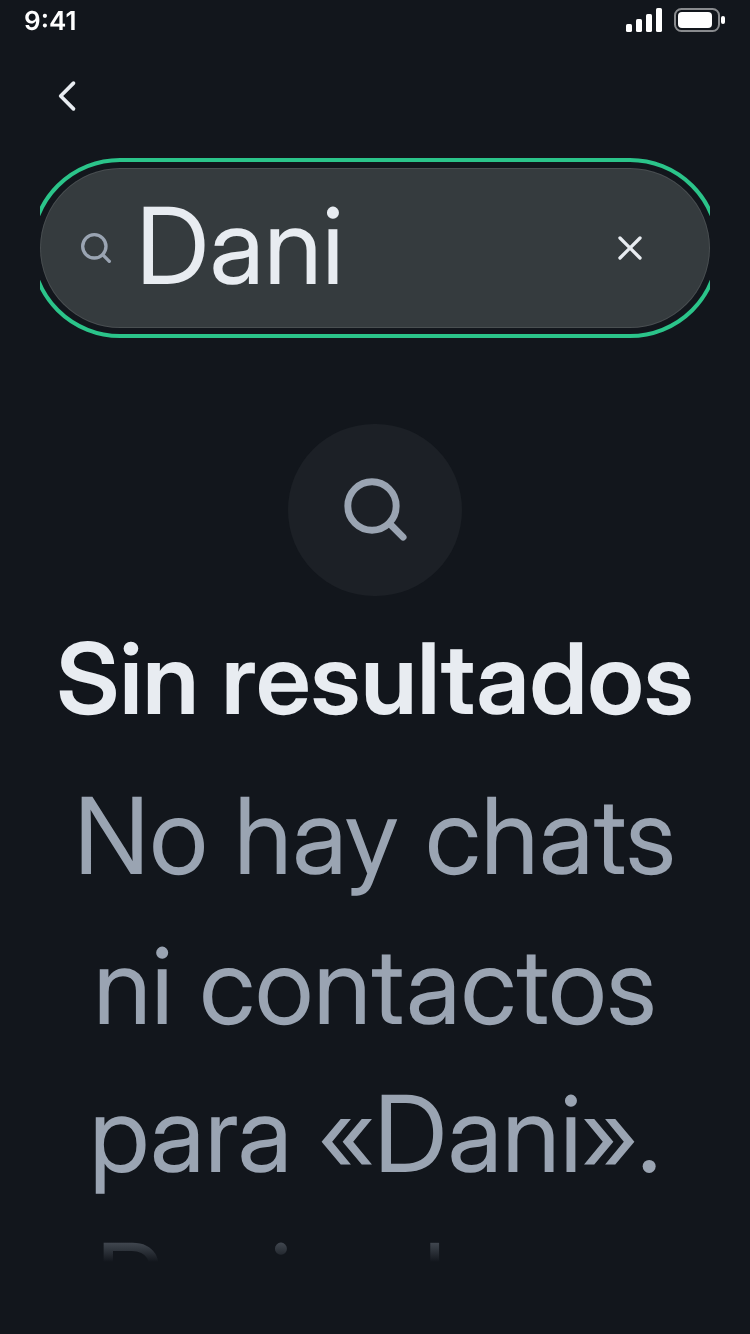 9:41
Dani
Sin resultados
No hay chats
ni contactos
para «Dani».